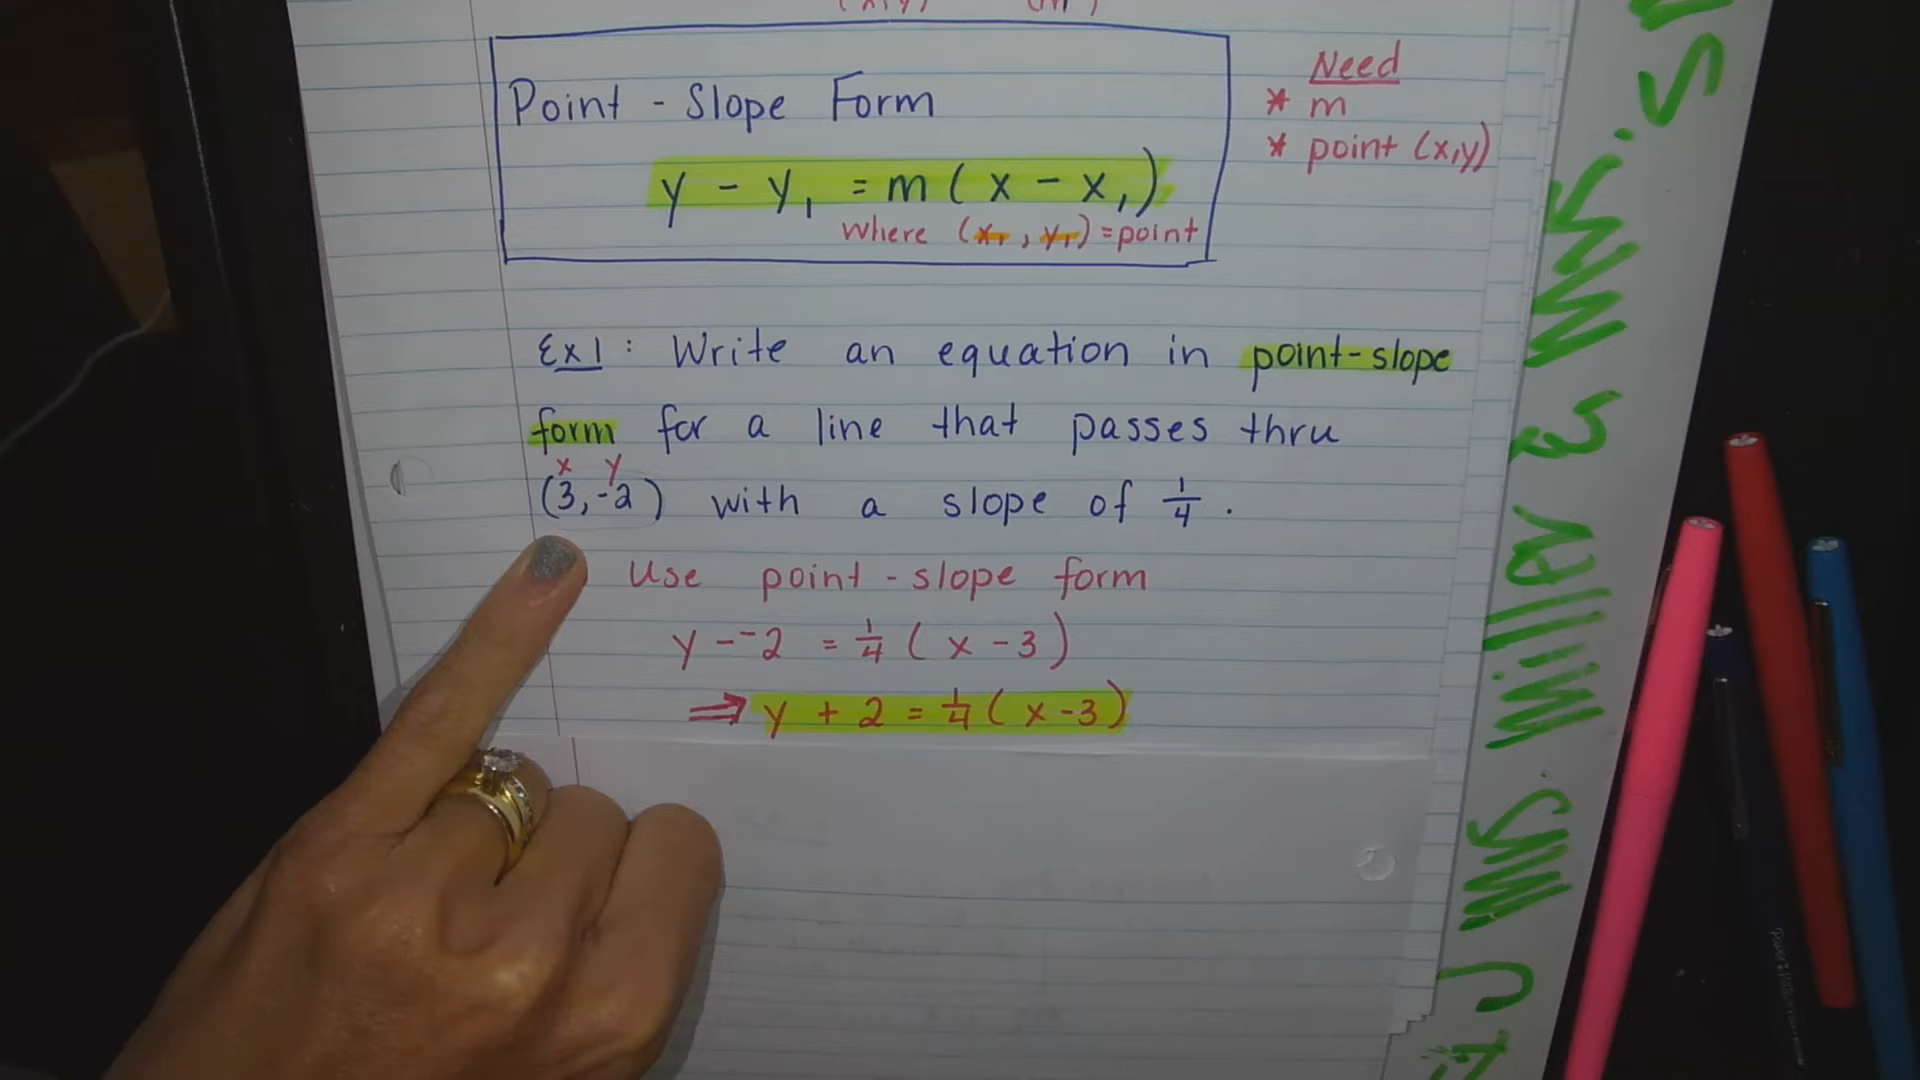 Point - Slope Form
y - y₁ = m ( x - x₁ )
where (x₁, y₁) = point
Need
* m
* point (x,y)
Ex1: Write an equation in point-slope
form for a line that passes thru
x y
(3, -2) with a slope of 1/4.
Use point-slope form
y - -2 = 1/4 ( x - 3 )
⇒ y + 2 = 1/4 ( x - 3 )
Ms. Miller &